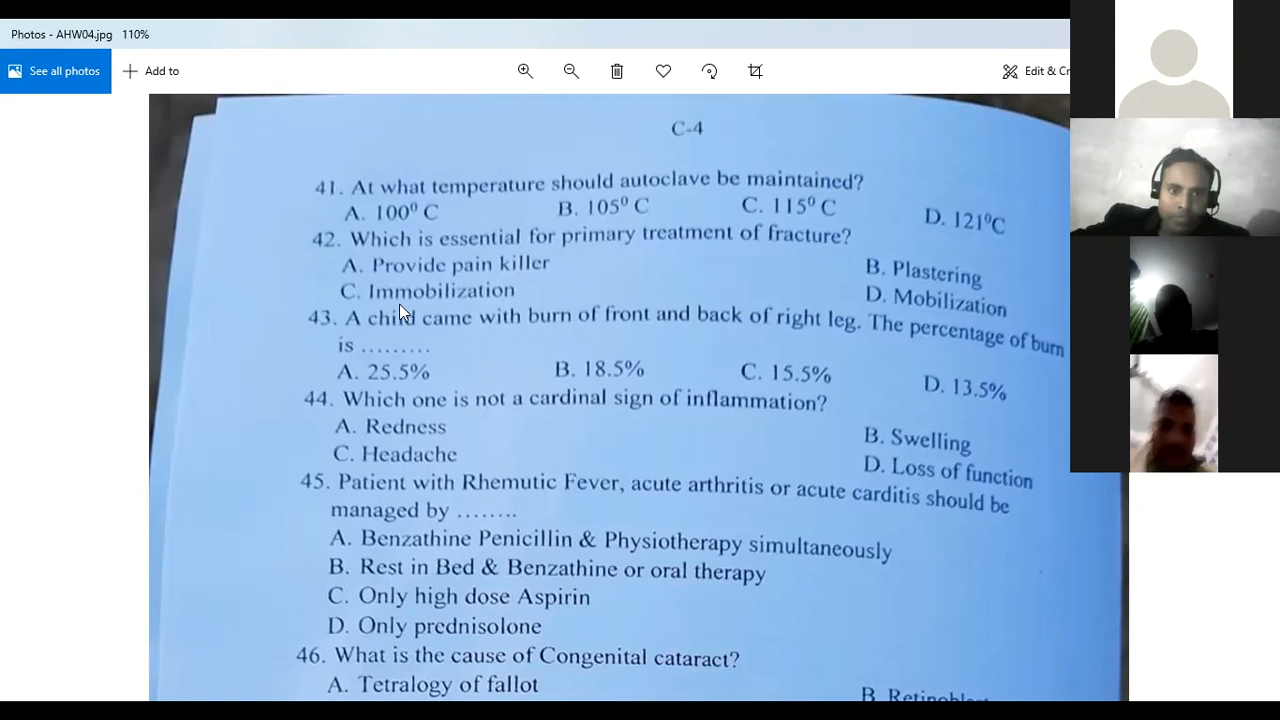 Photos - AHW04.jpg 110%
See all photos
Add to
Edit & Cr
C-4
41. At what temperature should autoclave be maintained?
A. 100⁰ C B. 105⁰ C C. 115⁰ C D. 121⁰C
42. Which is essential for primary treatment of fracture?
A. Provide pain killer B. Plastering
C. Immobilization D. Mobilization
43. A child came with burn of front and back of right leg. The percentage of burn
is .........
A. 25.5% B. 18.5% C. 15.5% D. 13.5%
44. Which one is not a cardinal sign of inflammation?
A. Redness B. Swelling
C. Headache D. Loss of function
45. Patient with Rhemutic Fever, acute arthritis or acute carditis should be
managed by ........
A. Benzathine Penicillin & Physiotherapy simultaneously
B. Rest in Bed & Benzathine or oral therapy
C. Only high dose Aspirin
D. Only prednisolone
46. What is the cause of Congenital cataract?
A. Tetralogy of fallot B.